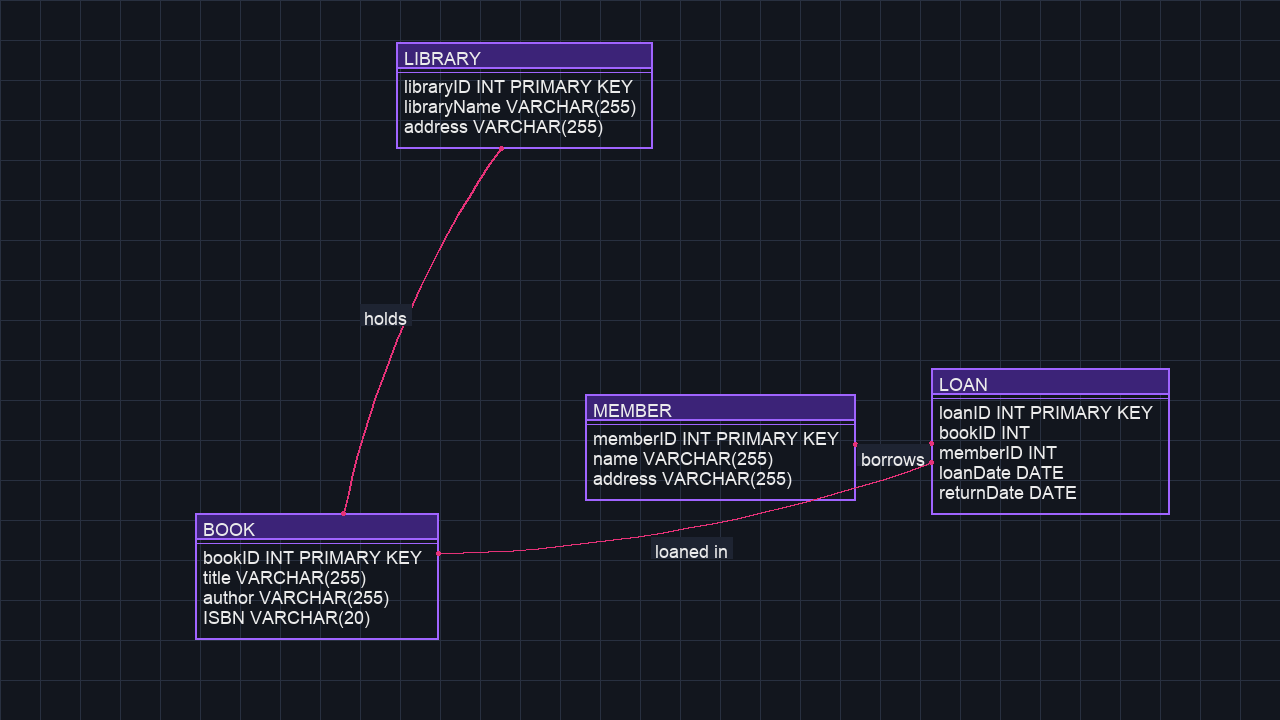 LIBRARY
libraryID INT PRIMARY KEY
libraryName VARCHAR(255)
address VARCHAR(255)
holds
MEMBER
memberID INT PRIMARY KEY
name VARCHAR(255)
address VARCHAR(255)
borrows
LOAN
loanID INT PRIMARY KEY
bookID INT
memberID INT
loanDate DATE
returnDate DATE
BOOK
bookID INT PRIMARY KEY
title VARCHAR(255)
author VARCHAR(255)
ISBN VARCHAR(20)
loaned in